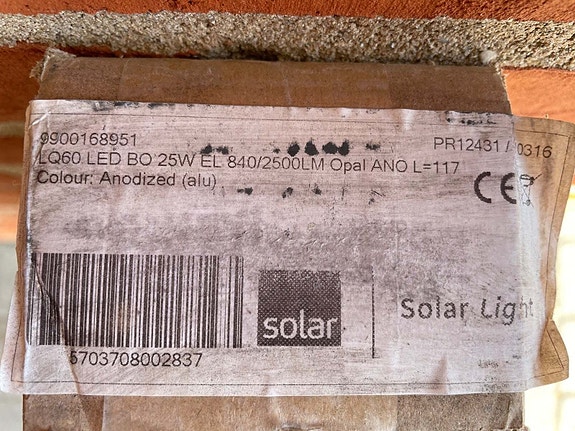 9900168951
PR12431 / 0316
LQ60 LED BO 25W EL 840/2500LM Opal ANO L=117
Colour: Anodized (alu)
CE
solar
Solar Light
5703708002837